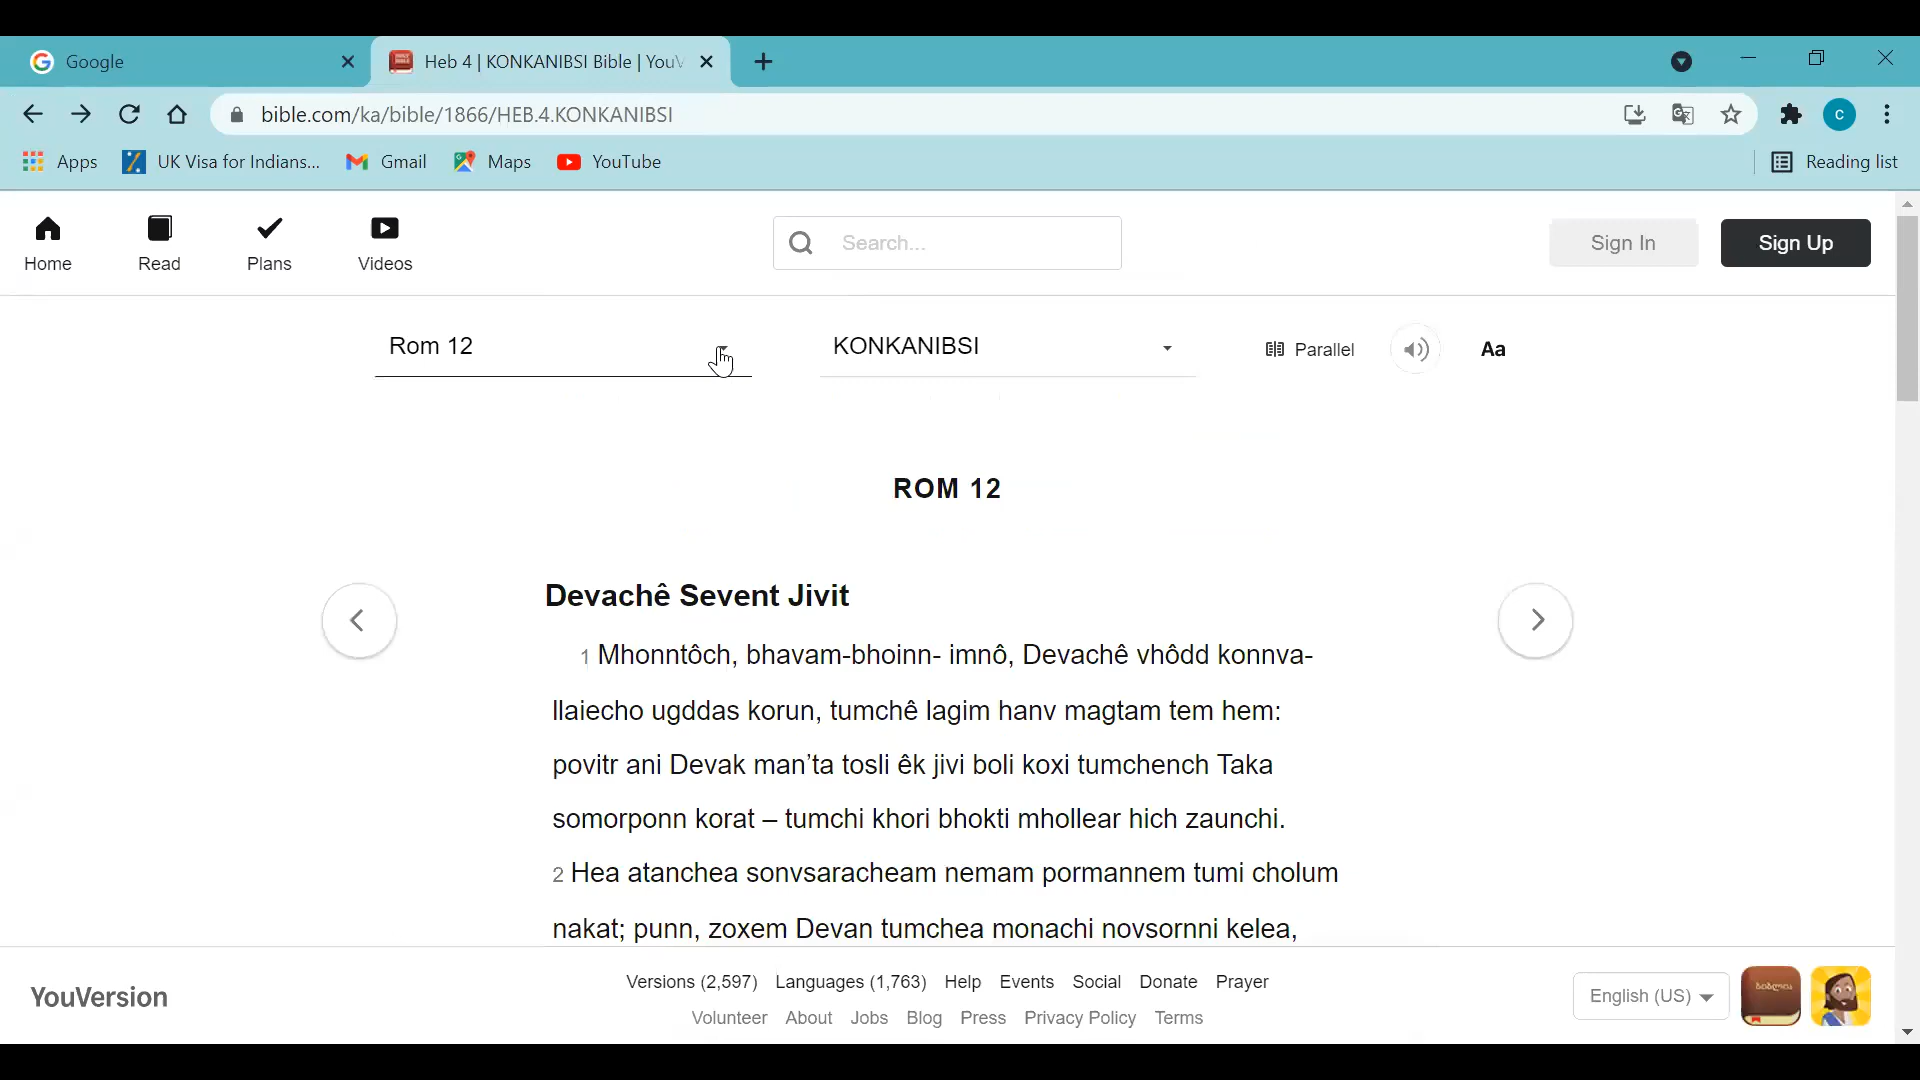 Google
Heb 4 | KONKANIBSI Bible | YouV
bible.com/ka/bible/1866/HEB.4.KONKANIBSI
c
Apps
UK Visa for Indians...
Gmail
Maps
YouTube
Reading list
Home
Read
Plans
Videos
Search...
Sign In
Sign Up
Rom 12
KONKANIBSI
Parallel
Aa
ROM 12
Devachê Sevent Jivit
1 Mhonntôch, bhavam-bhoinn- imnô, Devachê vhôdd konnva-
llaiecho ugddas korun, tumchê lagim hanv magtam tem hem:
povitr ani Devak man’ta tosli êk jivi boli koxi tumchench Taka
somorponn korat – tumchi khori bhokti mhollear hich zaunchi.
2 Hea atanchea sonvsaracheam nemam pormannem tumi cholum
nakat; punn, zoxem Devan tumchea monachi novsornni kelea,
YouVersion
Versions (2,597)
Languages (1,763)
Help
Events
Social
Donate
Prayer
Volunteer
About
Jobs
Blog
Press
Privacy Policy
Terms
English (US)
ბიბლია